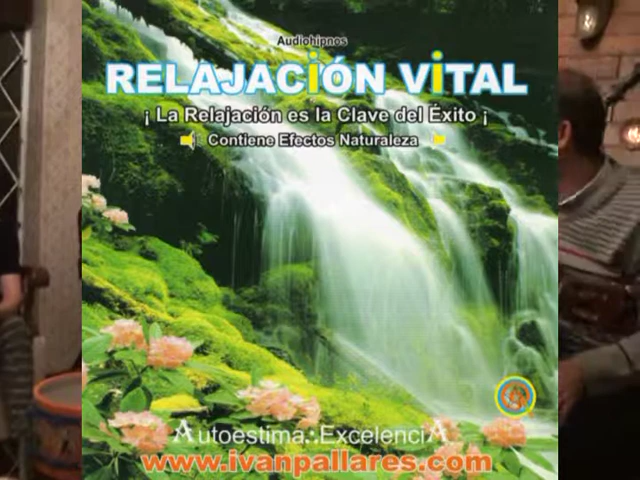 Audiohipnos
RELAJACiÓN ViTAL
¡ La Relajación es la Clave del Éxito ¡
Contiene Efectos Naturaleza
Autoestima∴ExcelenciA
www.ivanpallares.com